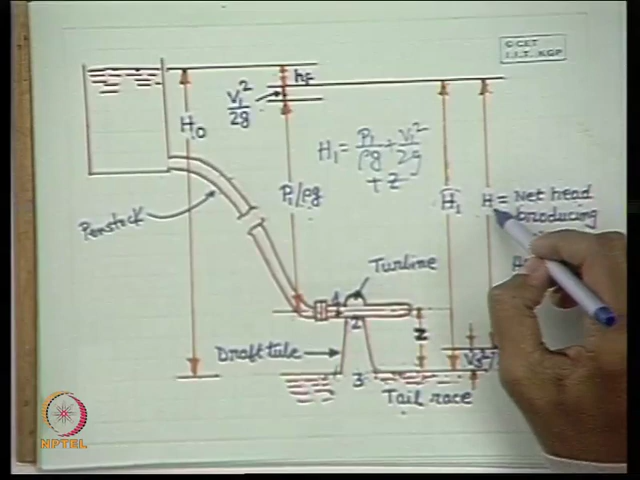 © CET
I.I.T. KGP
hf
V₁²/2g
H₀
H₁ = P₁/ρg + V₁²/2g
+ Z
P₁/ρg
H₁
H = Net head
producing
Penstock
Turbine
1
2
Z
Draft tube
3
Tail race
NPTEL